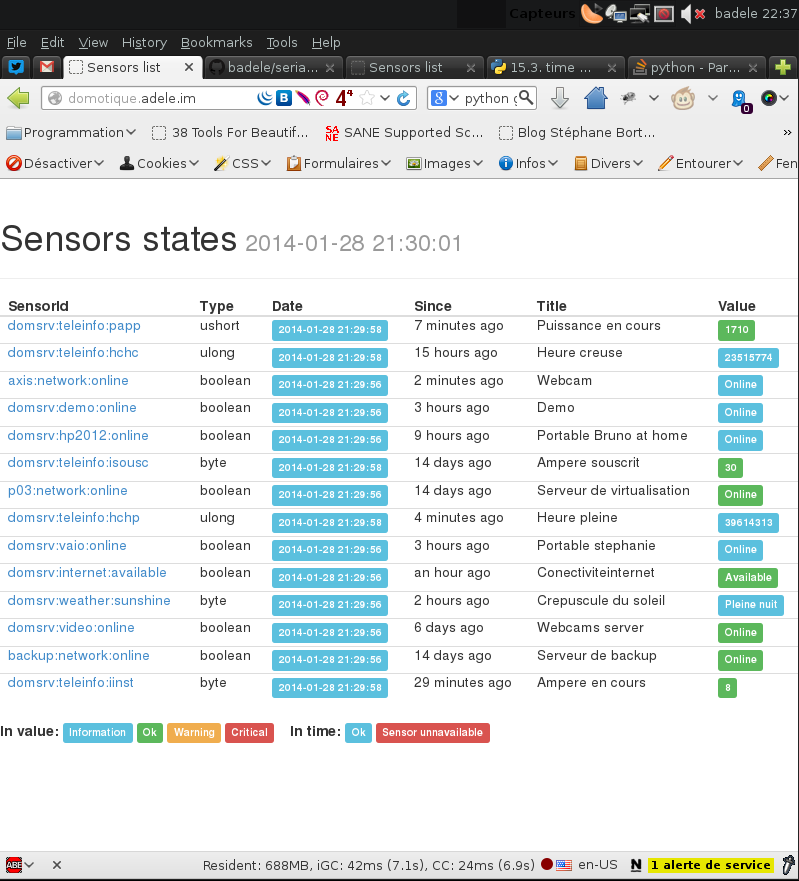 Capteurs badele 22:37
File Edit View History Bookmarks Tools Help
Sensors list badele/seria... Sensors list 15.3. time ... python - Par...
domotique.adele.im B 4 4 8 python 0
Programmation 38 Tools For Beautif... SANE SANE Supported Sc... Blog Stéphane Bort... »
Désactiver Cookies CSS Formulaires Images Infos Divers Entourer Fen
Sensors states 2014-01-28 21:30:01
SensorId Type Date Since Title Value
domsrv:teleinfo:papp ushort 2014-01-28 21:29:58 7 minutes ago Puissance en cours 1710
domsrv:teleinfo:hchc ulong 2014-01-28 21:29:58 15 hours ago Heure creuse 23515774
axis:network:online boolean 2014-01-28 21:29:56 2 minutes ago Webcam Online
domsrv:demo:online boolean 2014-01-28 21:29:56 3 hours ago Demo Online
domsrv:hp2012:online boolean 2014-01-28 21:29:56 9 hours ago Portable Bruno at home Online
domsrv:teleinfo:isousc byte 2014-01-28 21:29:58 14 days ago Ampere souscrit 30
p03:network:online boolean 2014-01-28 21:29:56 14 days ago Serveur de virtualisation Online
domsrv:teleinfo:hchp ulong 2014-01-28 21:29:58 4 minutes ago Heure pleine 39614313
domsrv:vaio:online boolean 2014-01-28 21:29:56 3 hours ago Portable stephanie Online
domsrv:internet:available boolean 2014-01-28 21:29:56 an hour ago Conectiviteinternet Available
domsrv:weather:sunshine byte 2014-01-28 21:29:56 2 hours ago Crepuscule du soleil Pleine nuit
domsrv:video:online boolean 2014-01-28 21:29:56 6 days ago Webcams server Online
backup:network:online boolean 2014-01-28 21:29:56 14 days ago Serveur de backup Online
domsrv:teleinfo:iinst byte 2014-01-28 21:29:58 29 minutes ago Ampere en cours 8
In value: Information Ok Warning Critical In time: Ok Sensor unavailable
ABE Resident: 688MB, iGC: 42ms (7.1s), CC: 24ms (6.9s) en-US N 1 alerte de service